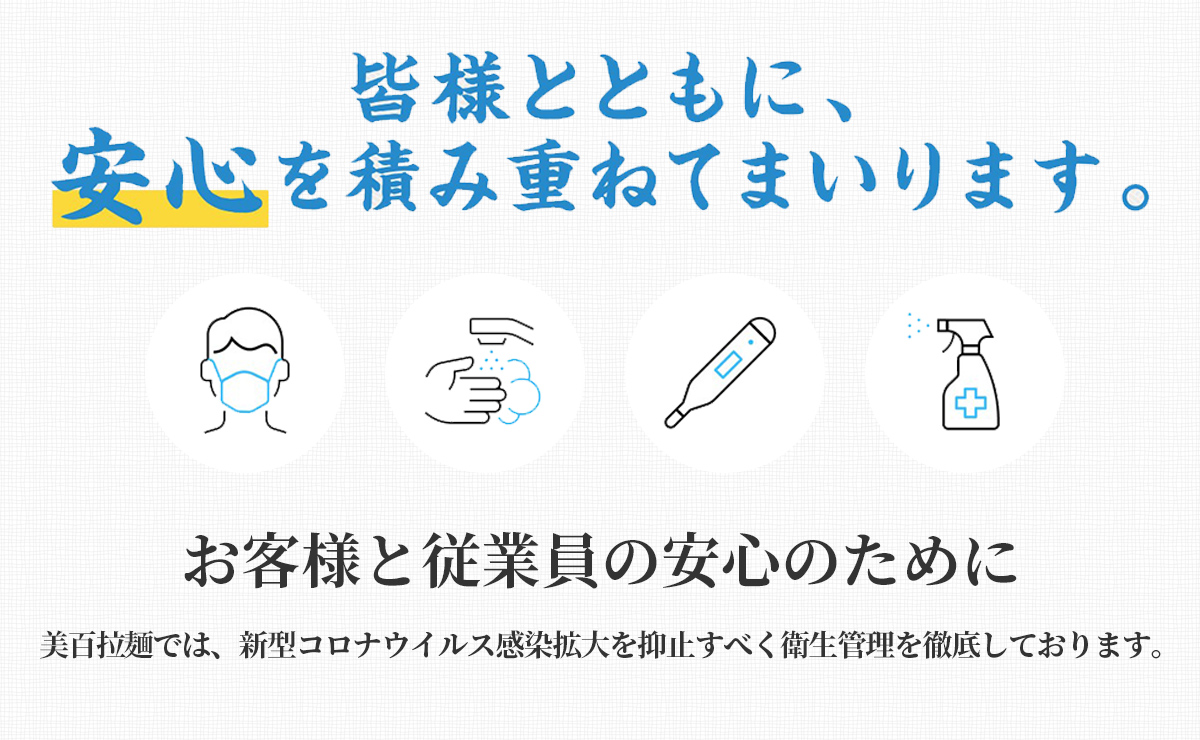 皆様とともに、
安心を積み重ねてまいります。
お客様と従業員の安心のために
美百拉麺では、新型コロナウイルス感染拡大を抑止すべく衛生管理を徹底しております。